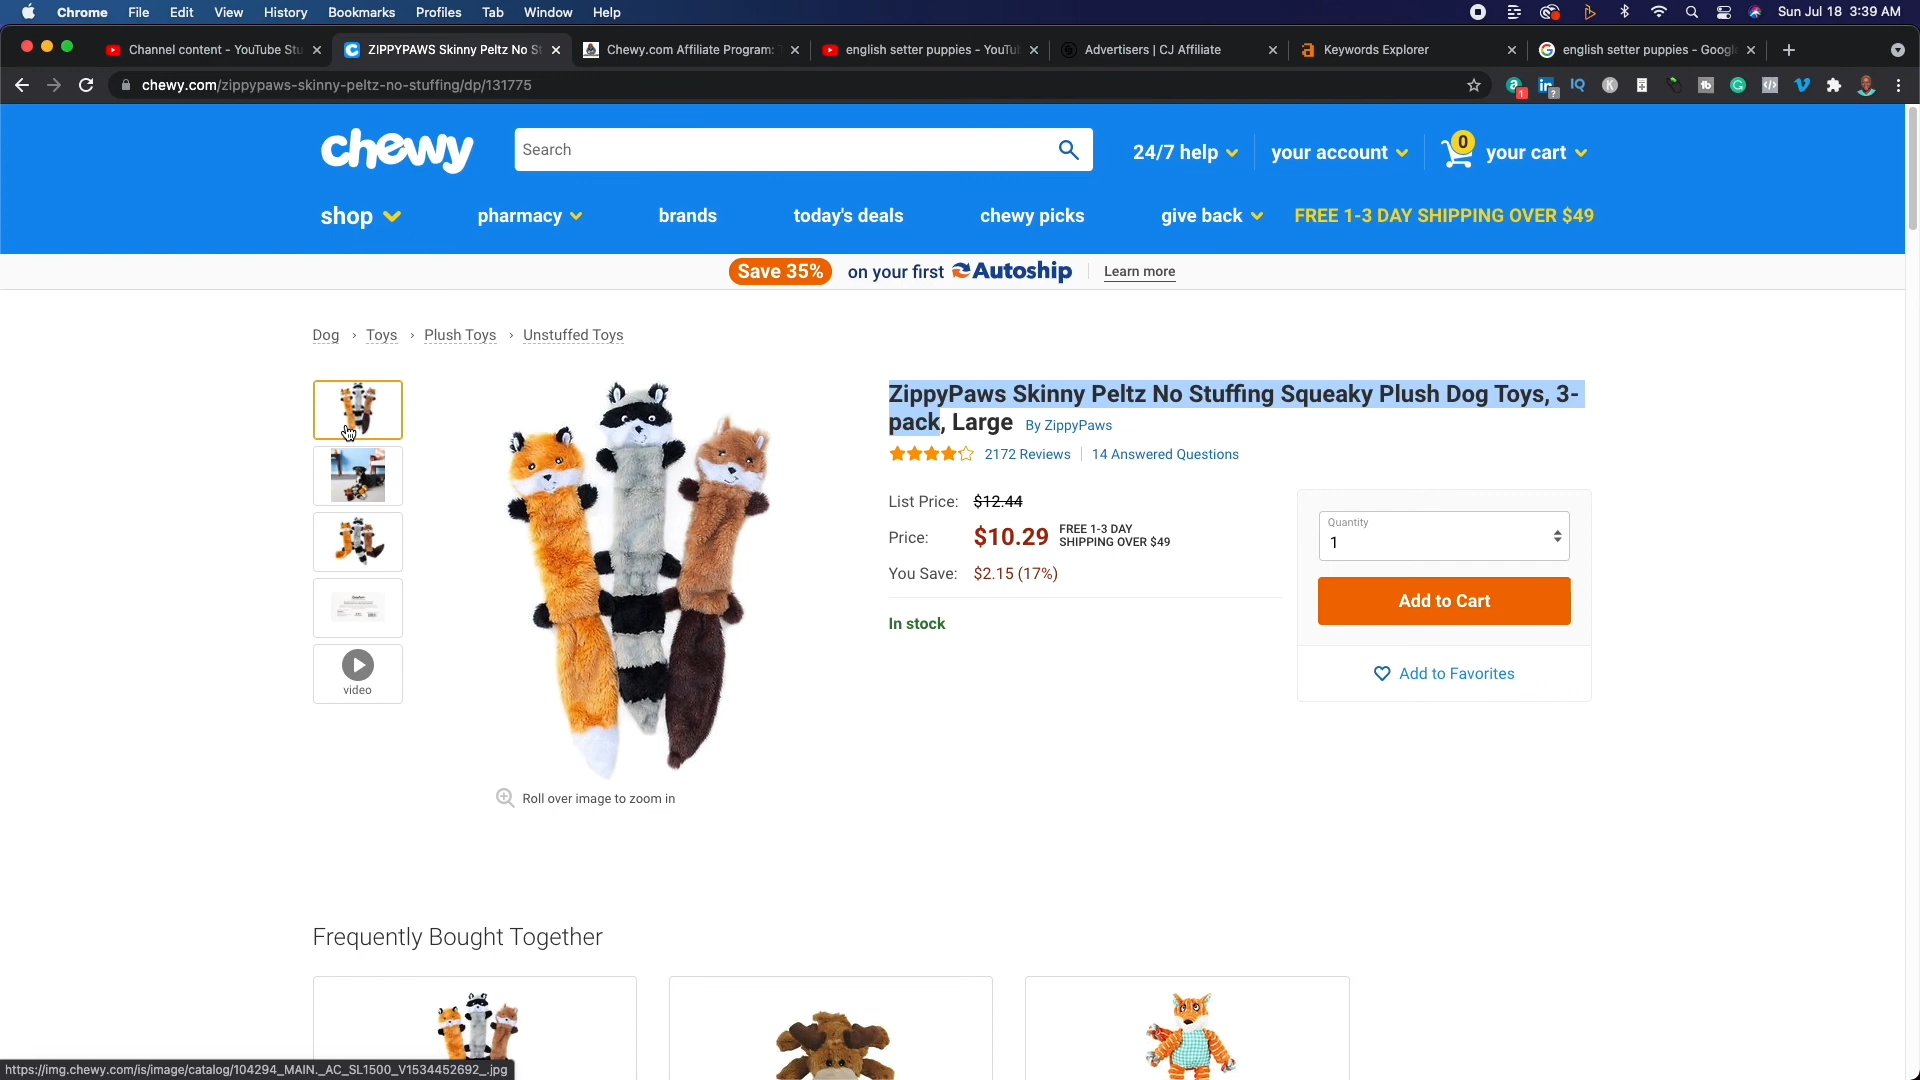 Chrome File Edit View History Bookmarks Profiles Tab Window Help Sun Jul 18 3:39 AM
Channel content - YouTube Stu ZIPPYPAWS Skinny Peltz No S Chewy.com Affiliate Program: english setter puppies - YouTu Advertisers | CJ Affiliate Keywords Explorer english setter puppies - Googl
chewy.com/zippypaws-skinny-peltz-no-stuffing/dp/131775
chewy Search 24/7 help your account 0 your cart
shop pharmacy brands today's deals chewy picks give back FREE 1-3 DAY SHIPPING OVER $49
Save 35% on your first Autoship Learn more
Dog › Toys › Plush Toys › Unstuffed Toys
ZippyPaws Skinny Peltz No Stuffing Squeaky Plush Dog Toys, 3-
pack, Large By ZippyPaws
2172 Reviews 14 Answered Questions
List Price: $12.44
Price: $10.29 FREE 1-3 DAY
SHIPPING OVER $49
You Save: $2.15 (17%)
In stock
Quantity
1
Add to Cart
Add to Favorites
video
Roll over image to zoom in
Frequently Bought Together
https://img.chewy.com/is/image/catalog/104294_MAIN._AC_SL1500_V1534452692_.jpg